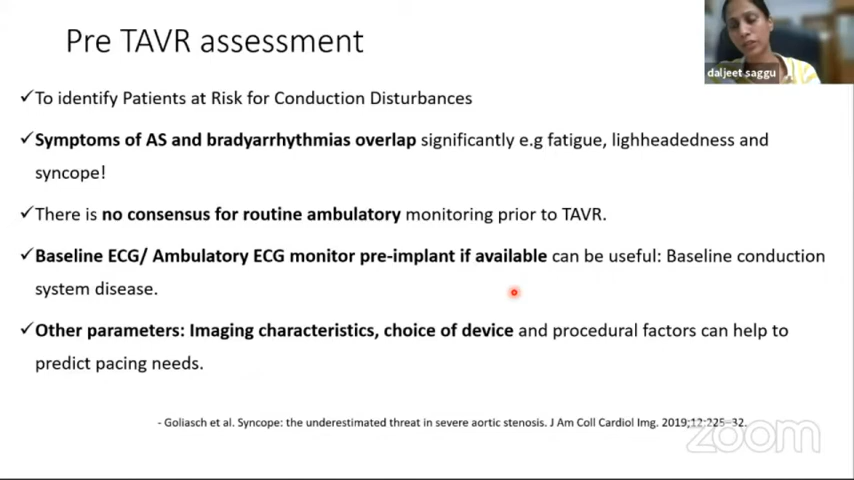 Pre TAVR assessment
daljeet saggu
✓To identify Patients at Risk for Conduction Disturbances
✓Symptoms of AS and bradyarrhythmias overlap significantly e.g fatigue, lighheadedness and
syncope!
✓There is no consensus for routine ambulatory monitoring prior to TAVR.
✓Baseline ECG/ Ambulatory ECG monitor pre-implant if available can be useful: Baseline conduction
system disease.
✓Other parameters: Imaging characteristics, choice of device and procedural factors can help to
predict pacing needs.
- Goliasch et al. Syncope: the underestimated threat in severe aortic stenosis. J Am Coll Cardiol Img. 2019;12:225–32.
zoom